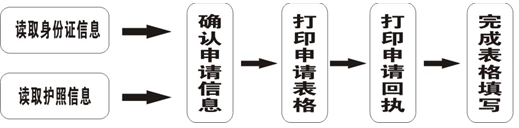 读取身份证信息
读取护照信息
确认申请信息
打印申请表格
打印申请回执
完成表格填写